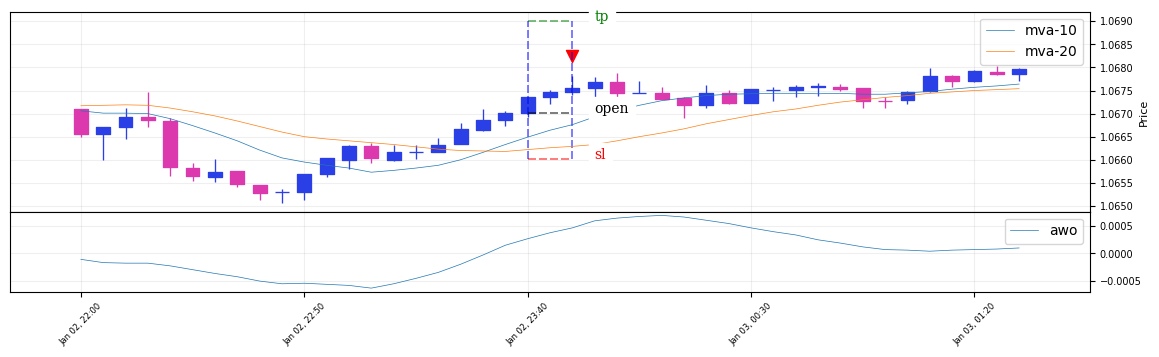 tp
mva-10
mva-20
open
sl
1.0690
1.0685
1.0680
1.0675
1.0670
1.0665
1.0660
1.0655
1.0650
Price
awo
0.0005
0.0000
−0.0005
Jan 02, 22:00
Jan 02, 22:50
Jan 02, 23:40
Jan 03, 00:30
Jan 03, 01:20